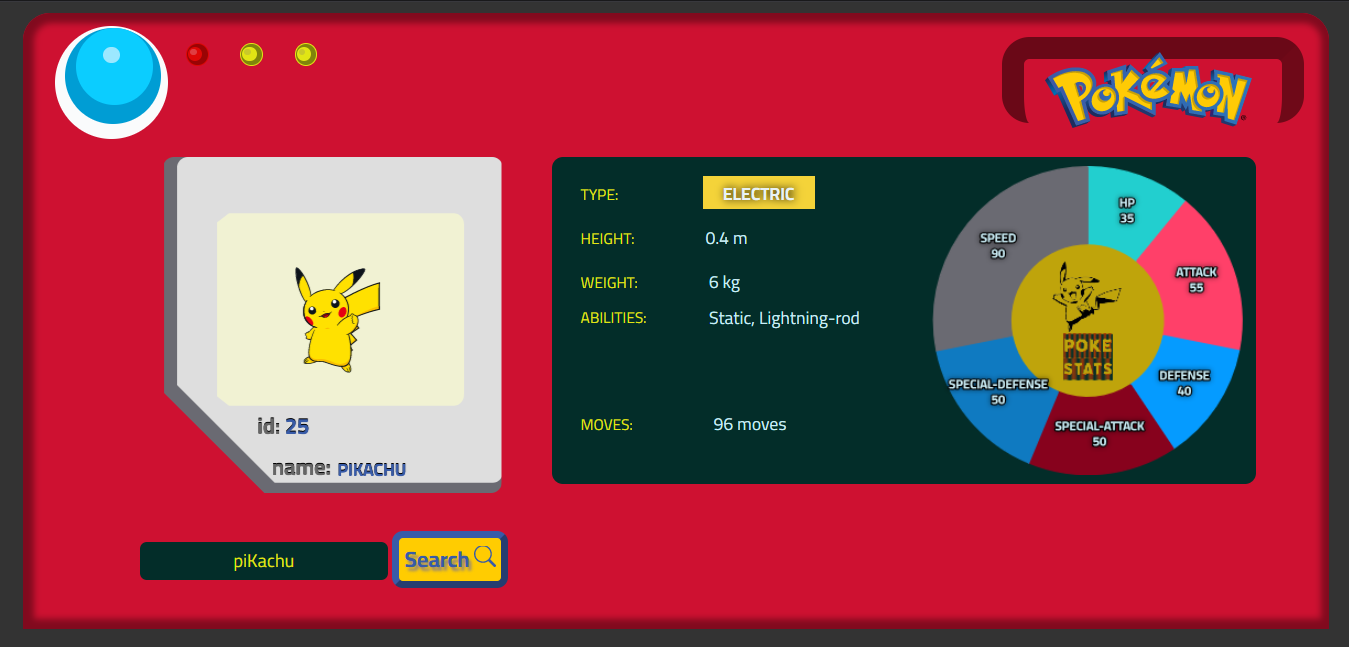 POKÉMON
TYPE: ELECTRIC
HEIGHT: 0.4 m
WEIGHT: 6 kg
ABILITIES: Static, Lightning-rod
MOVES: 96 moves
HP
35
ATTACK
55
DEFENSE
40
SPECIAL-ATTACK
50
SPECIAL-DEFENSE
50
SPEED
90
POKE
STATS
id: 25
name: PIKACHU
piKachu
Search